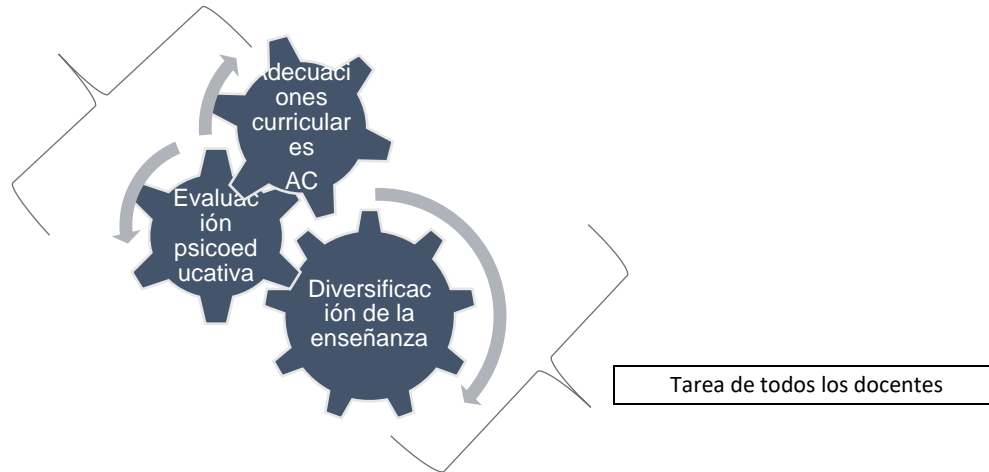 Adecuaci
ones
curricular
es
AC
Evaluac
ión
psicoed
ucativa
Diversificac
ión de la
enseñanza
Tarea de todos los docentes